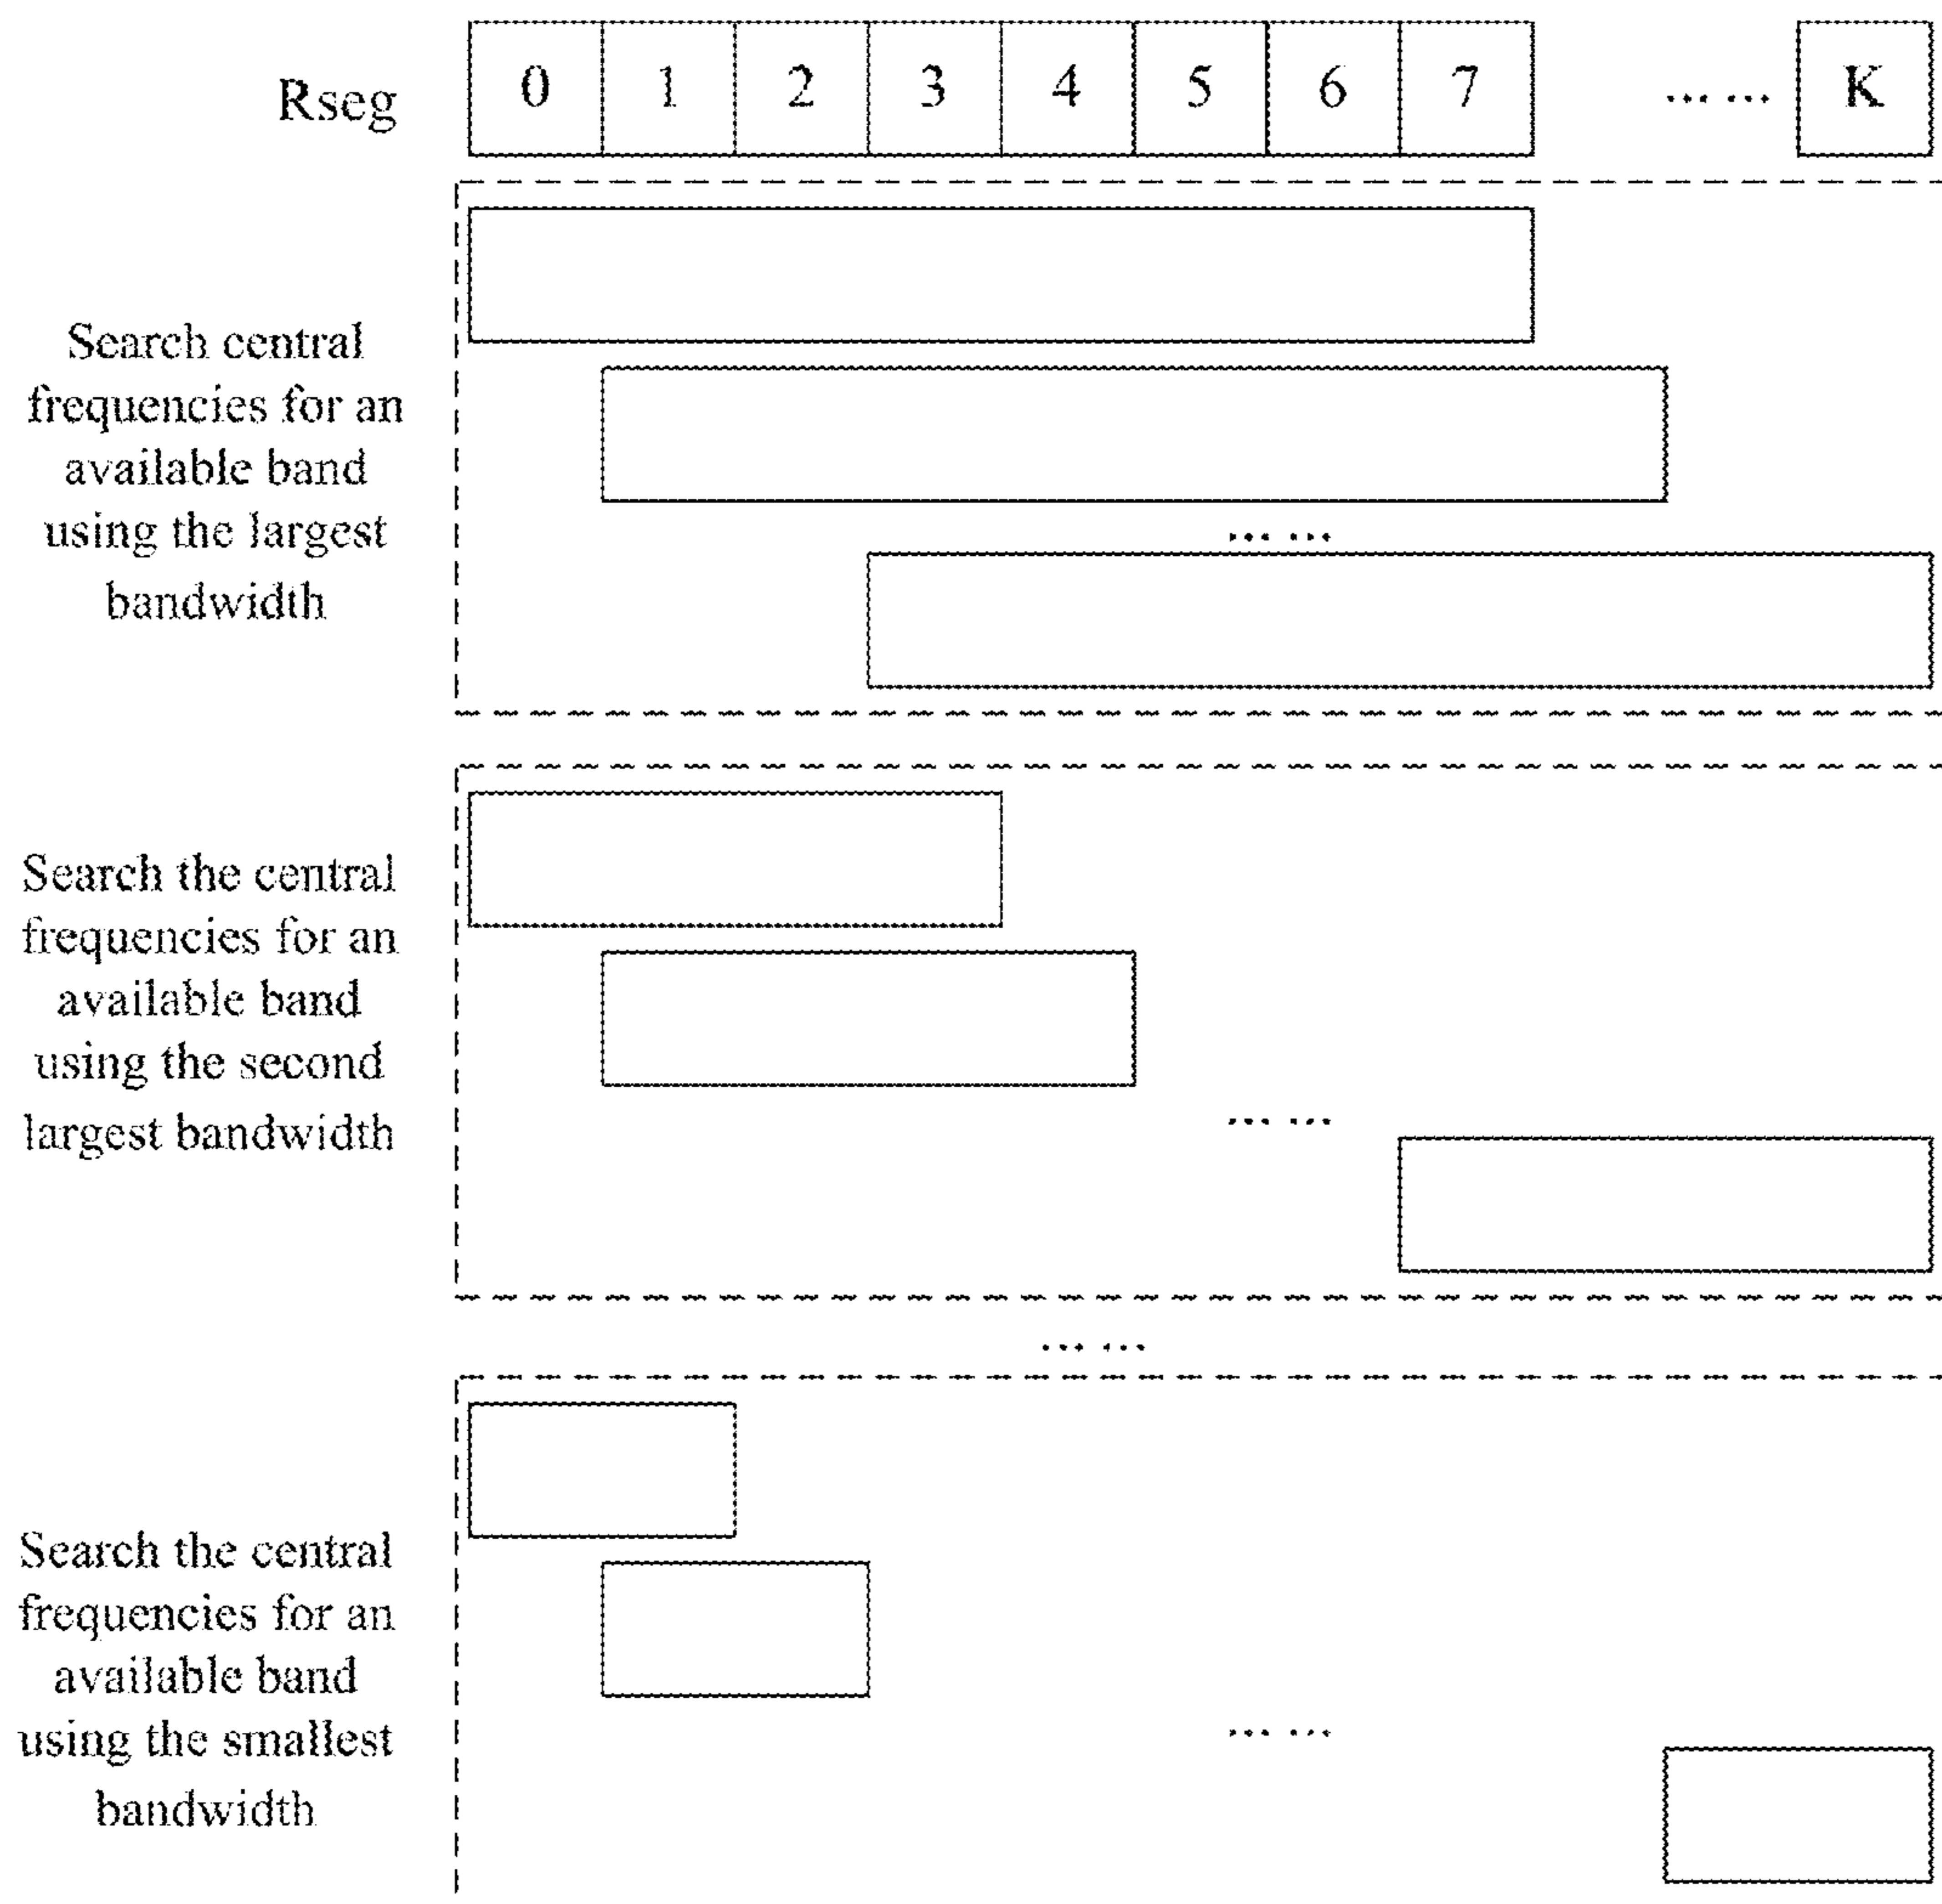 Rseg 0 1 2 3 4 5 6 7 ... ... K
Search central
frequencies for an
available band
using the largest
bandwidth
... ...
Search the central
frequencies for an
available band
using the second
largest bandwidth
... ...
... ...
Search the central
frequencies for an
available band
using the smallest
bandwidth
... ...